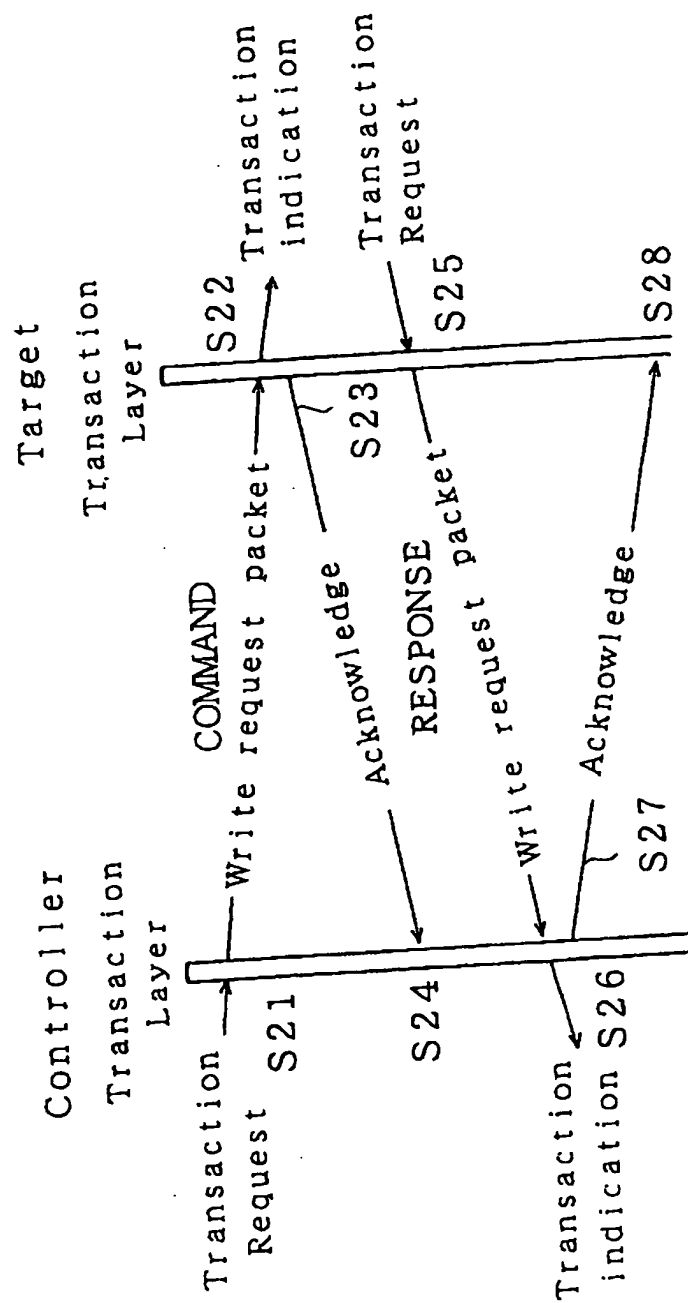 Controller
Transaction
Layer
Target
Transaction
Layer
Transaction
Request
S21
COMMAND
Write request packet
S22
Transaction
indication
S23
Acknowledge
S24
Transaction
Request
S25
RESPONSE
Write request packet
S26
Transaction
indication
S27
Acknowledge
S28